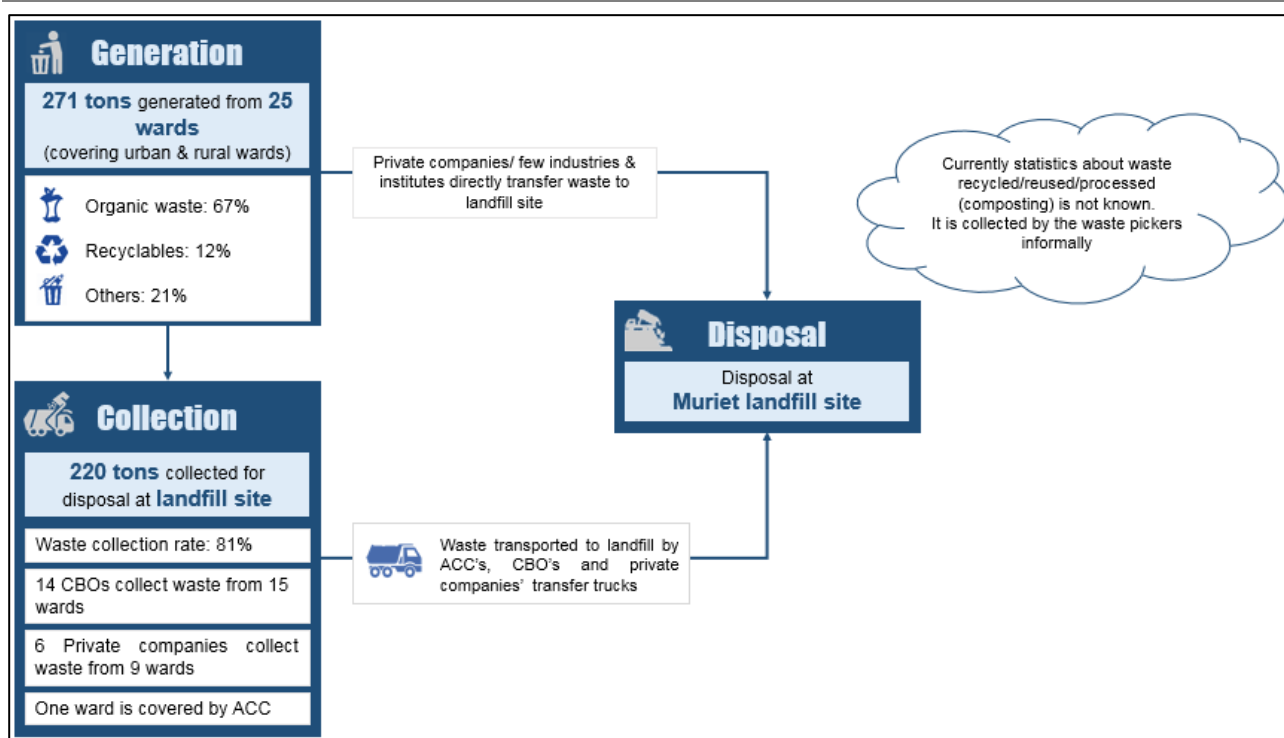 Generation
271 tons generated from 25
wards
(covering urban & rural wards)
Organic waste: 67%
Recyclables: 12%
Others: 21%
Private companies/ few industries &
institutes directly transfer waste to
landfill site
Currently statistics about waste
recycled/reused/processed
(composting) is not known.
It is collected by the waste pickers
informally
Disposal
Disposal at
Muriet landfill site
Collection
220 tons collected for
disposal at landfill site
Waste collection rate: 81%
14 CBOs collect waste from 15
wards
6 Private companies collect
waste from 9 wards
One ward is covered by ACC
Waste transported to landfill by
ACC's, CBO's and private
companies' transfer trucks